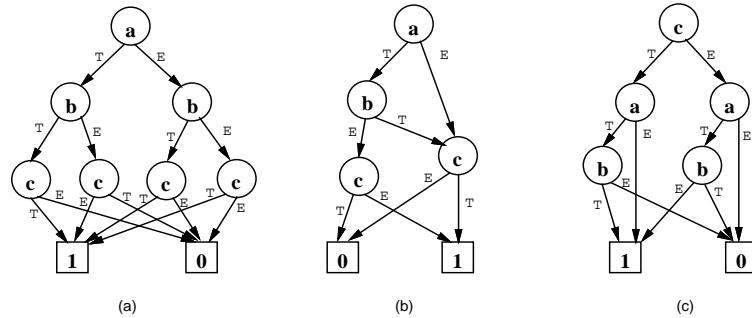 a a c
T E T E T E
b b b a a
T E T E E T T E T E
c c c c c c b b
T E E T T E T E T E E T T E E T
1 0 0 1 1 0
(a) (b) (c)